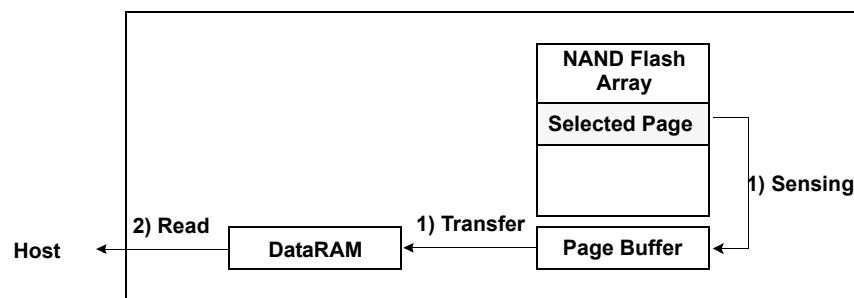 NAND Flash
Array
Selected Page
1) Sensing
2) Read
1) Transfer
Host
DataRAM
Page Buffer